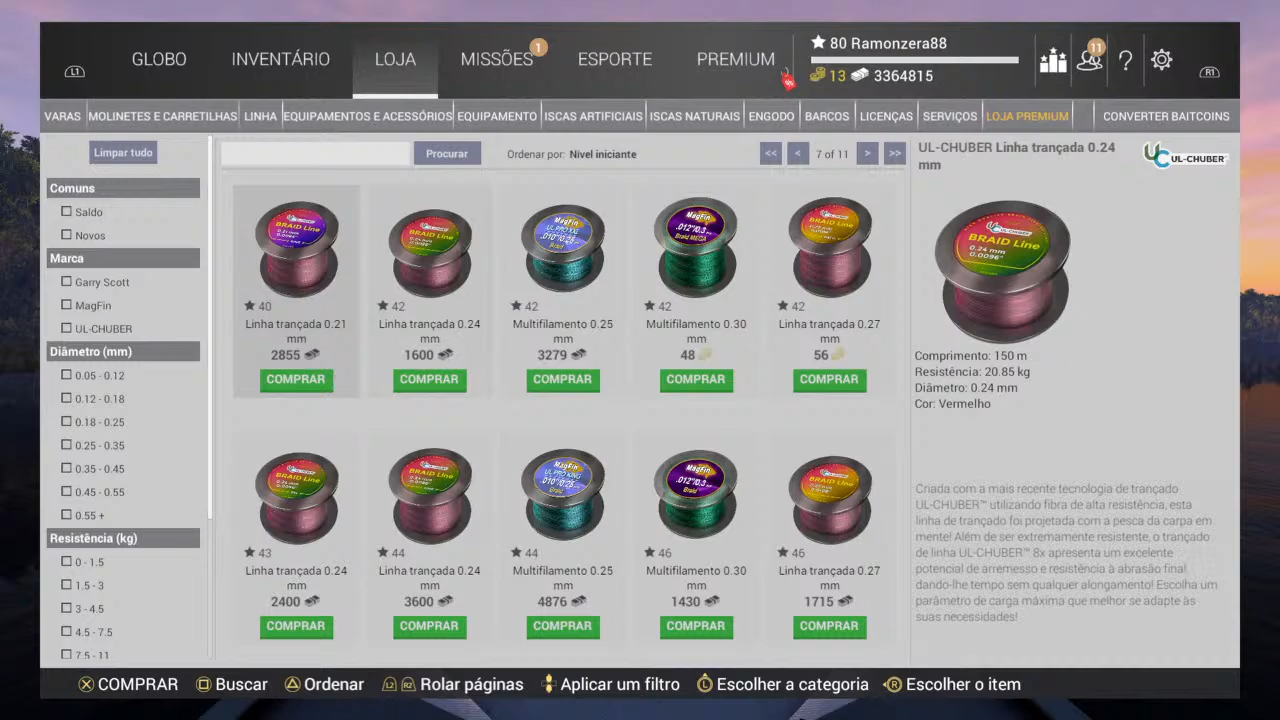 L1
GLOBO
INVENTÁRIO
LOJA
MISSÕES
1
ESPORTE
PREMIUM
80 Ramonzera88
13 3364815
11
?
R1
VARAS
MOLINETES E CARRETILHAS
LINHA
EQUIPAMENTOS E ACESSÓRIOS
EQUIPAMENTO
ISCAS ARTIFICIAIS
ISCAS NATURAIS
ENGODO
BARCOS
LICENÇAS
SERVIÇOS
LOJA PREMIUM
CONVERTER BAITCOINS
Limpar tudo
Comuns
Saldo
Novos
Marca
Garry Scott
MagFin
UL-CHUBER
Diâmetro (mm)
0.05 - 0.12
0.12 - 0.18
0.18 - 0.25
0.25 - 0.35
0.35 - 0.45
0.45 - 0.55
0.55 +
Resistência (kg)
0 - 1.5
1.5 - 3
3 - 4.5
4.5 - 7.5
7.5 - 11
Procurar
Ordenar por: Nível iniciante
<< < 7 of 11 > >>
40
Linha trançada 0.21
mm
2855
COMPRAR
42
Linha trançada 0.24
mm
1600
COMPRAR
42
Multifilamento 0.25
mm
3279
COMPRAR
42
Multifilamento 0.30
mm
48
COMPRAR
42
Linha trançada 0.27
mm
56
COMPRAR
43
Linha trançada 0.24
mm
2400
COMPRAR
44
Linha trançada 0.24
mm
3600
COMPRAR
44
Multifilamento 0.25
mm
4876
COMPRAR
46
Multifilamento 0.30
mm
1430
COMPRAR
46
Linha trançada 0.27
mm
1715
COMPRAR
UL-CHUBER Linha trançada 0.24
mm
UL-CHUBER
BRAID Line
0.24 mm
0.0096"
Comprimento: 150 m
Resistência: 20.85 kg
Diâmetro: 0.24 mm
Cor: Vermelho
Criada com a mais recente tecnologia de trançado
UL-CHUBER™ utilizando fibra de alta resistência, esta
linha de trançado foi projetada com a pesca da carpa em
mente! Além de ser extremamente resistente, o trançado
de linha UL-CHUBER™ 8x apresenta um excelente
potencial de arremesso e resistência à abrasão final
dando-lhe tempo sem qualquer alongamento! Escolha um
parâmetro de carga máxima que melhor se adapte às
suas necessidades!
COMPRAR
Buscar
Ordenar
L2 R2 Rolar páginas
Aplicar um filtro
L Escolher a categoria
R Escolher o item